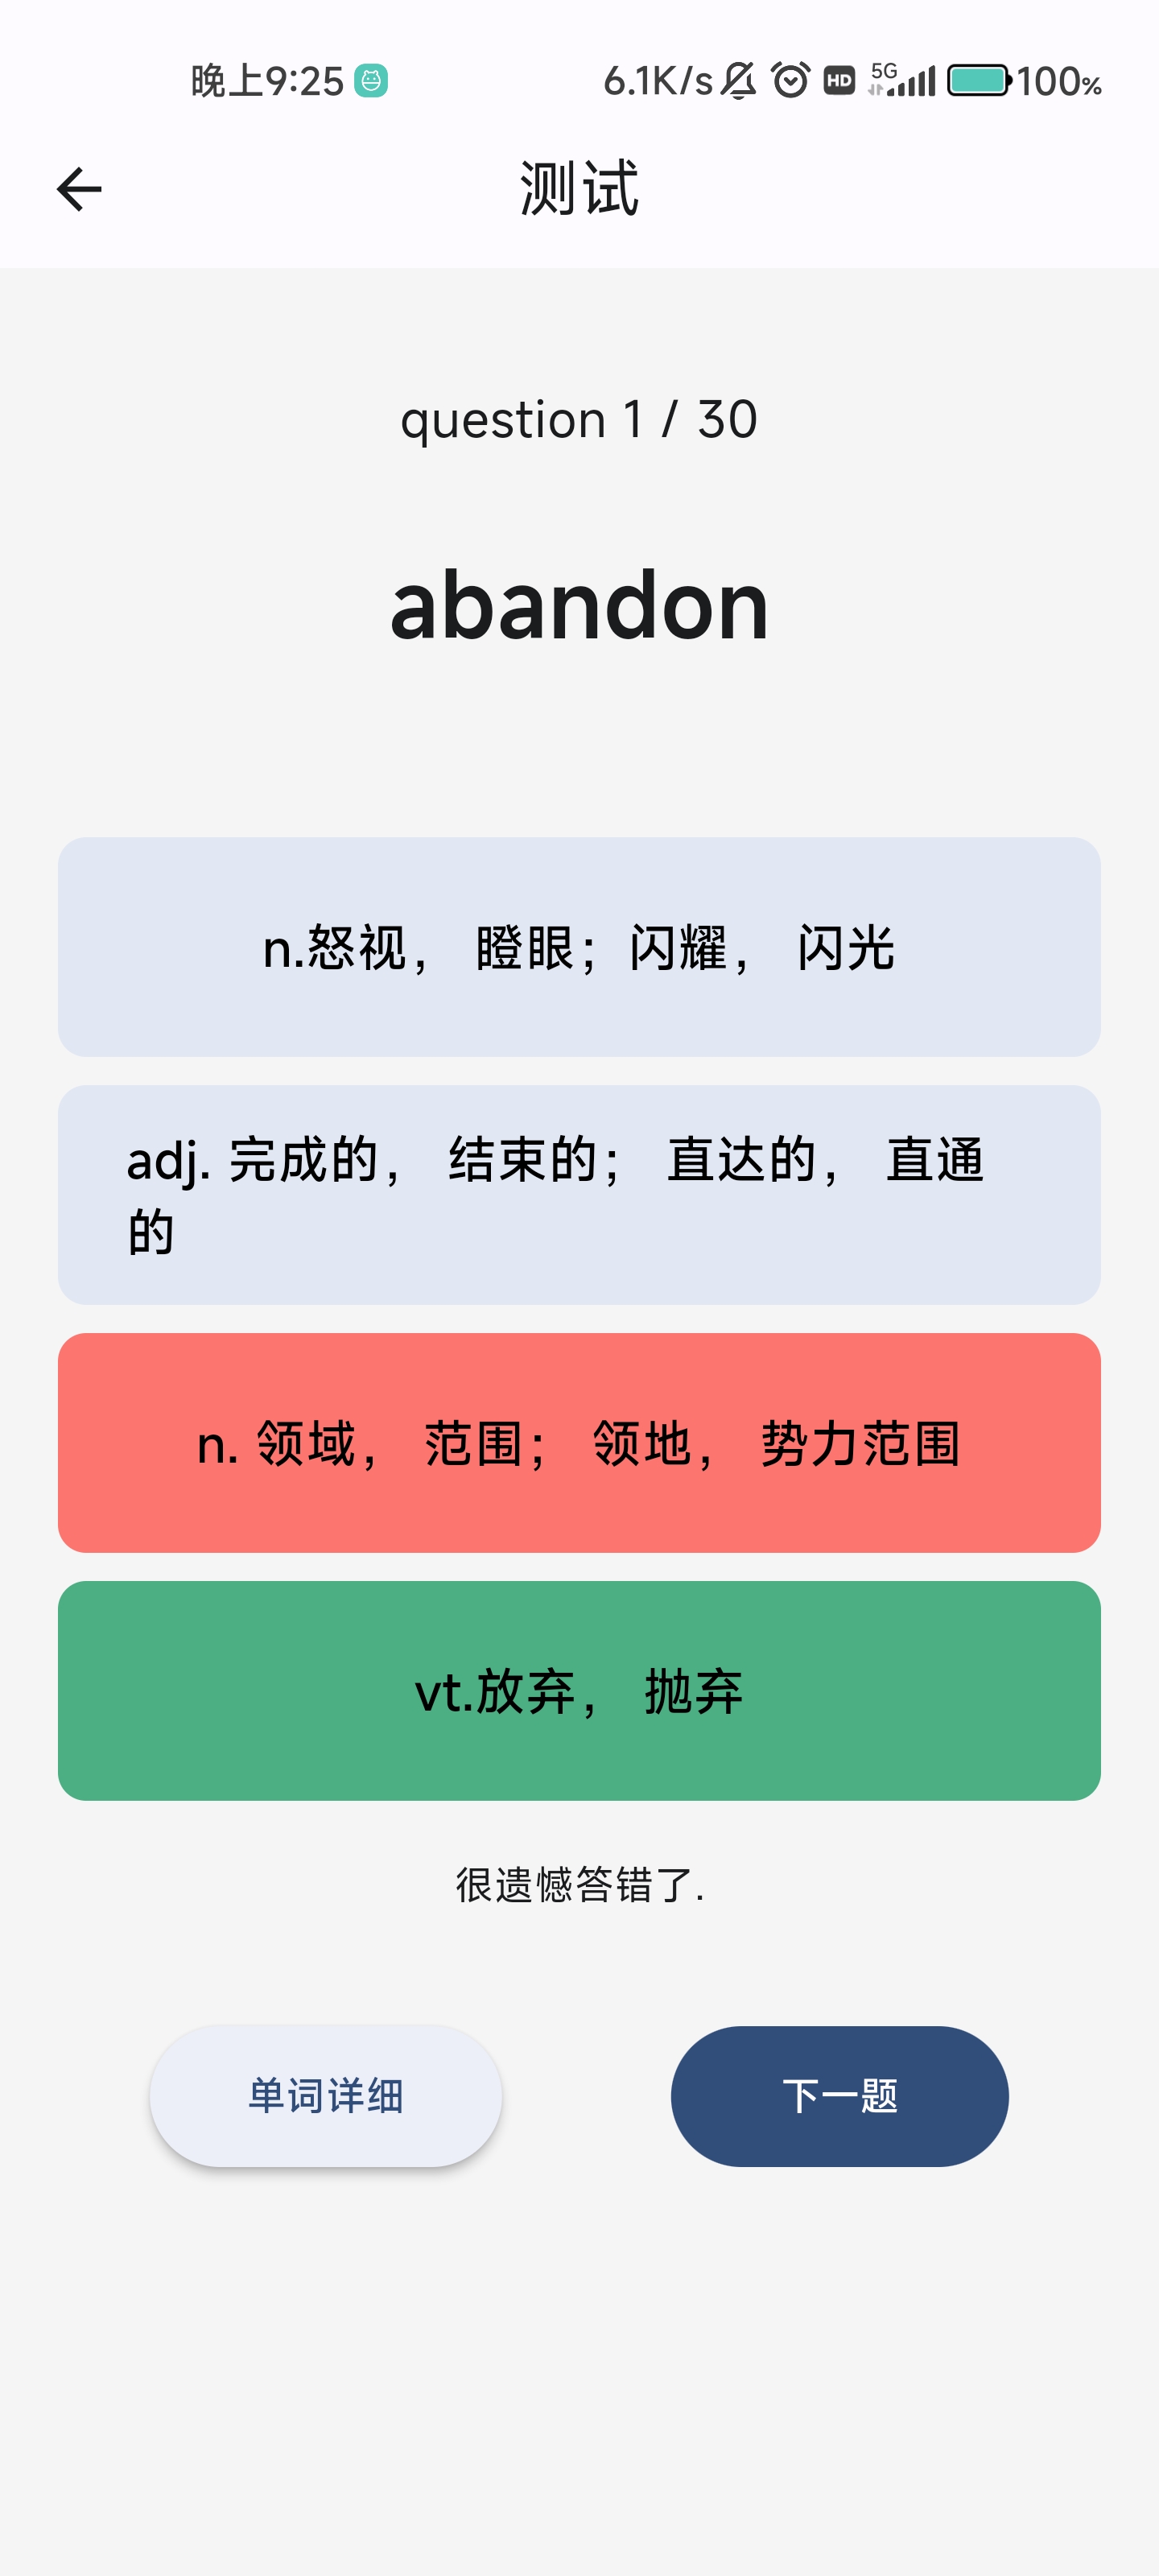 晚上9:25 6.1K/s HD 5G 100%
测试
question 1 / 30
abandon
n.怒视， 瞪眼；闪耀， 闪光
adj. 完成的， 结束的； 直达的， 直通
的
n. 领域， 范围； 领地， 势力范围
vt.放弃， 抛弃
很遗憾答错了.
单词详细 下一题